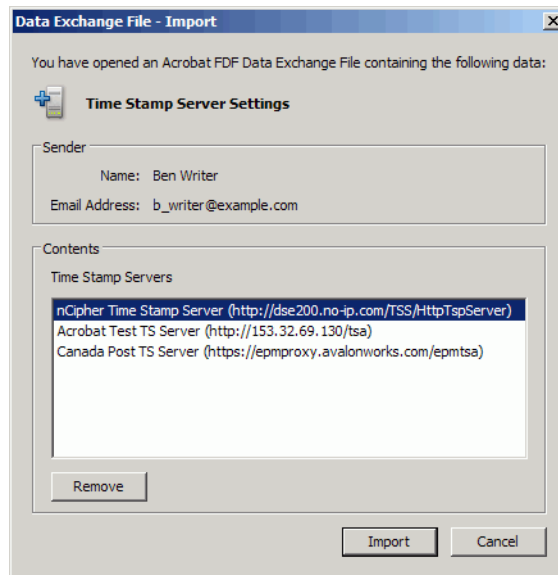 Data Exchange File - Import
You have opened an Acrobat FDF Data Exchange File containing the following data:
Time Stamp Server Settings
Sender
Name: Ben Writer
Email Address: b_writer@example.com
Contents
Time Stamp Servers
nCipher Time Stamp Server (http://dse200.no-ip.com/TSS/HttpTspServer)
Acrobat Test TS Server (http://153.32.69.130/tsa)
Canada Post TS Server (https://epmproxy.avalonworks.com/epmtsa)
Remove
Import Cancel